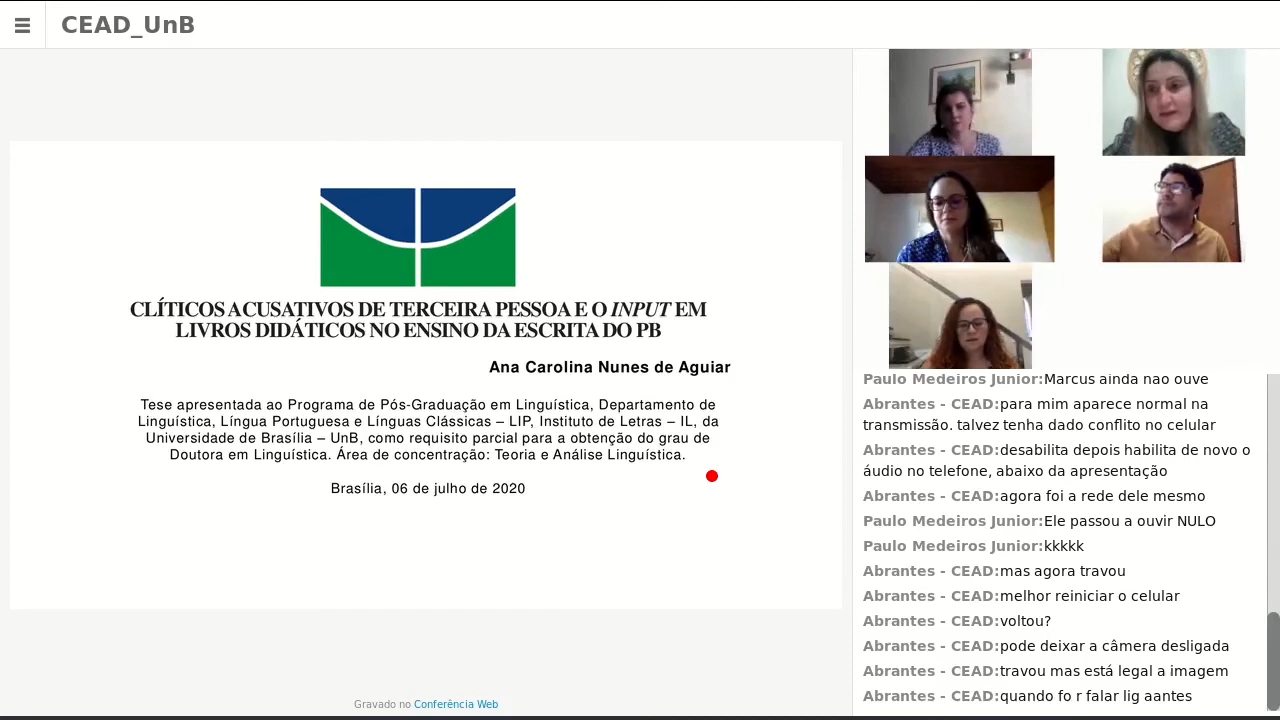 CEAD_UnB
CLÍTICOS ACUSATIVOS DE TERCEIRA PESSOA E O INPUT EM
LIVROS DIDÁTICOS NO ENSINO DA ESCRITA DO PB
Ana Carolina Nunes de Aguiar
Tese apresentada ao Programa de Pós-Graduação em Linguística, Departamento de
Linguística, Língua Portuguesa e Línguas Clássicas – LIP, Instituto de Letras – IL, da
Universidade de Brasília – UnB, como requisito parcial para a obtenção do grau de
Doutora em Linguística. Área de concentração: Teoria e Análise Linguística.
Brasília, 06 de julho de 2020
Gravado no Conferência Web
Paulo Medeiros Junior:Marcus ainda nao ouve
Abrantes - CEAD:para mim aparece normal na
transmissão. talvez tenha dado conflito no celular
Abrantes - CEAD:desabilita depois habilita de novo o
áudio no telefone, abaixo da apresentação
Abrantes - CEAD:agora foi a rede dele mesmo
Paulo Medeiros Junior:Ele passou a ouvir NULO
Paulo Medeiros Junior:kkkkk
Abrantes - CEAD:mas agora travou
Abrantes - CEAD:melhor reiniciar o celular
Abrantes - CEAD:voltou?
Abrantes - CEAD:pode deixar a câmera desligada
Abrantes - CEAD:travou mas está legal a imagem
Abrantes - CEAD:quando fo r falar lig aantes